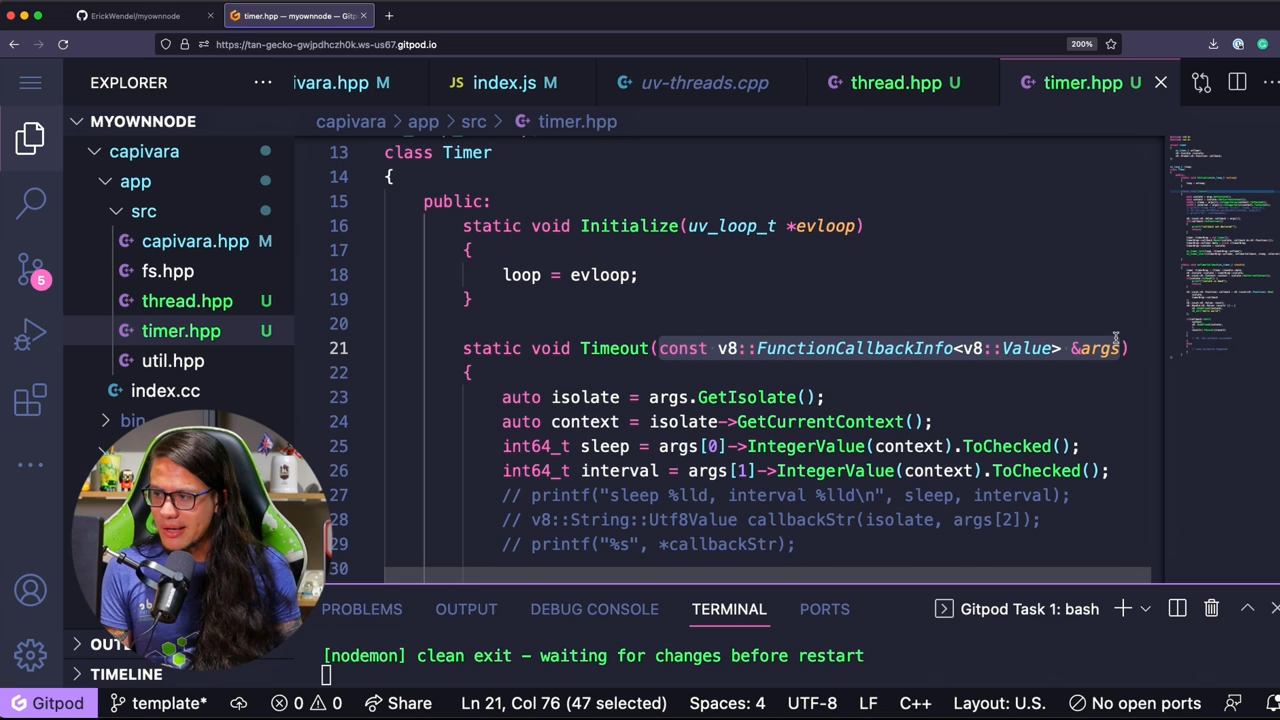 ErickWendel/myownnode
timer.hpp — myownnode — Gitp
https://tan-gecko-gwjpdhczh0k.ws-us67.gitpod.io
200%
EXPLORER
ivara.hpp M
index.js M
uv-threads.cpp
thread.hpp U
timer.hpp U
MYOWNNODE
capivara > app > src > timer.hpp
capivara
app
src
capivara.hpp M
fs.hpp
thread.hpp U
timer.hpp U
util.hpp
index.cc
bin
OUT
TIMELINE
5
13 class Timer
14 {
15 public:
16 static void Initialize(uv_loop_t *evloop)
17 {
18 loop = evloop;
19 }
20
21 static void Timeout(const v8::FunctionCallbackInfo<v8::Value> &args)
22 {
23 auto isolate = args.GetIsolate();
24 auto context = isolate->GetCurrentContext();
25 int64_t sleep = args[0]->IntegerValue(context).ToChecked();
26 int64_t interval = args[1]->IntegerValue(context).ToChecked();
27 // printf("sleep %lld, interval %lld\n", sleep, interval);
28 // v8::String::Utf8Value callbackStr(isolate, args[2]);
29 // printf("%s", *callbackStr);
30
PROBLEMS OUTPUT DEBUG CONSOLE TERMINAL PORTS
Gitpod Task 1: bash
[nodemon] clean exit - waiting for changes before restart
Gitpod
template*
0 0
Share
Ln 21, Col 76 (47 selected)
Spaces: 4
UTF-8
LF
C++
Layout: U.S.
No open ports